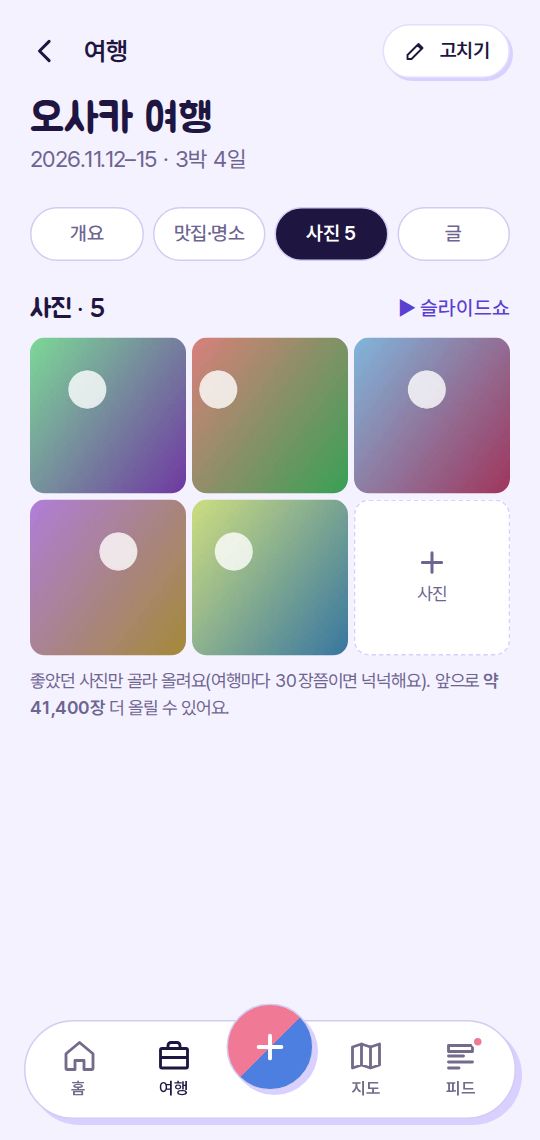 여행
고치기
오사카 여행
2026.11.12–15 · 3박 4일
개요
맛집·명소
사진 5
글
사진 · 5
▶ 슬라이드쇼
사진
좋았던 사진만 골라 올려요(여행마다 30장쯤이면 넉넉해요). 앞으로 약
41,400장 더 올릴 수 있어요.
홈
여행
지도
피드